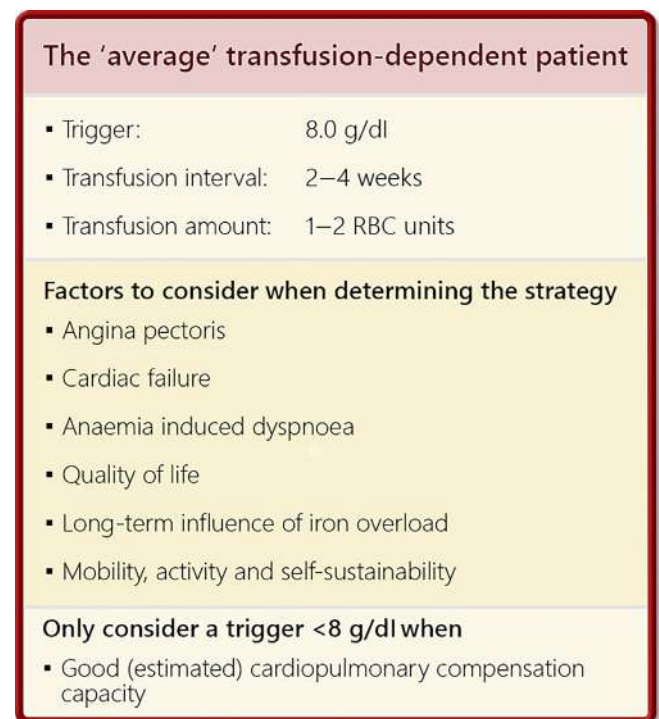 The ‘average’ transfusion-dependent patient
▪ Trigger: 8.0 g/dl
▪ Transfusion interval: 2–4 weeks
▪ Transfusion amount: 1–2 RBC units
Factors to consider when determining the strategy
▪ Angina pectoris
▪ Cardiac failure
▪ Anaemia induced dyspnoea
▪ Quality of life
▪ Long-term influence of iron overload
▪ Mobility, activity and self-sustainability
Only consider a trigger <8 g/dl when
▪ Good (estimated) cardiopulmonary compensation
capacity